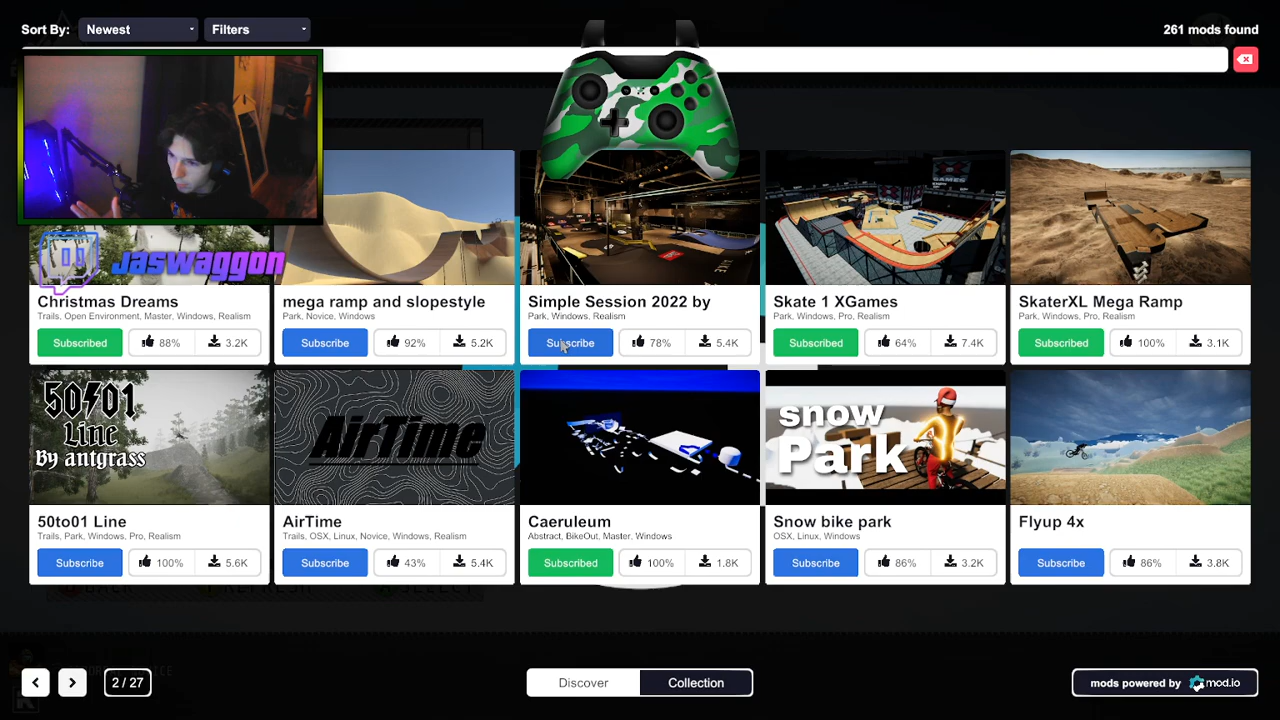 Sort By:
Newest
Filters
261 mods found
Jaswaggon
Christmas Dreams
Trails, Open Environment, Master, Windows, Realism
Subscribed
88%
3.2K
mega ramp and slopestyle
Park, Novice, Windows
Subscribe
92%
5.2K
Simple Session 2022 by
Park, Windows, Realism
Subscribe
78%
5.4K
Skate 1 XGames
Park, Windows, Pro, Realism
Subscribed
64%
7.4K
SkaterXL Mega Ramp
Park, Windows, Pro, Realism
Subscribed
100%
3.1K
50/01
Line
By antgrass
50to01 Line
Trails, Park, Windows, Pro, Realism
Subscribe
100%
5.6K
AirTime
AirTime
Trails, OSX, Linux, Novice, Windows, Realism
Subscribe
43%
5.4K
Caeruleum
Abstract, BikeOut, Master, Windows
Subscribed
100%
1.8K
snow
Park
Snow bike park
OSX, Linux, Windows
Subscribe
86%
3.2K
Flyup 4x
Subscribe
86%
3.8K
2 / 27
Discover
Collection
mods powered by mod.io